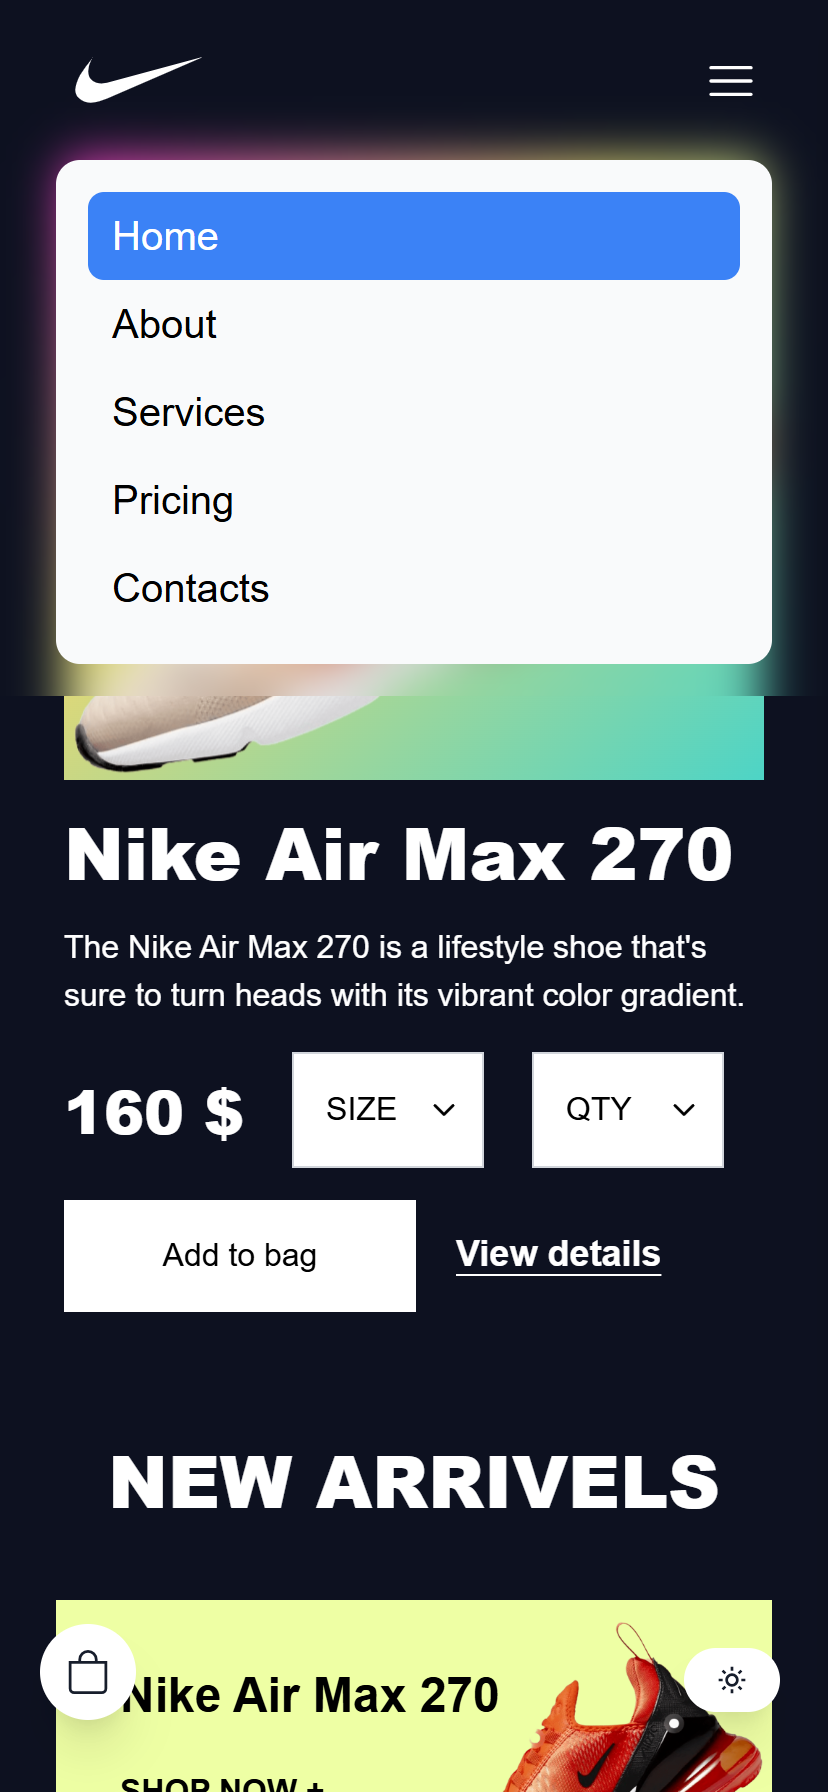 Home
About
Services
Pricing
Contacts
Nike Air Max 270
The Nike Air Max 270 is a lifestyle shoe that's
sure to turn heads with its vibrant color gradient.
160 $
SIZE
QTY
Add to bag
View details
NEW ARRIVELS
Nike Air Max 270
SHOP NOW +